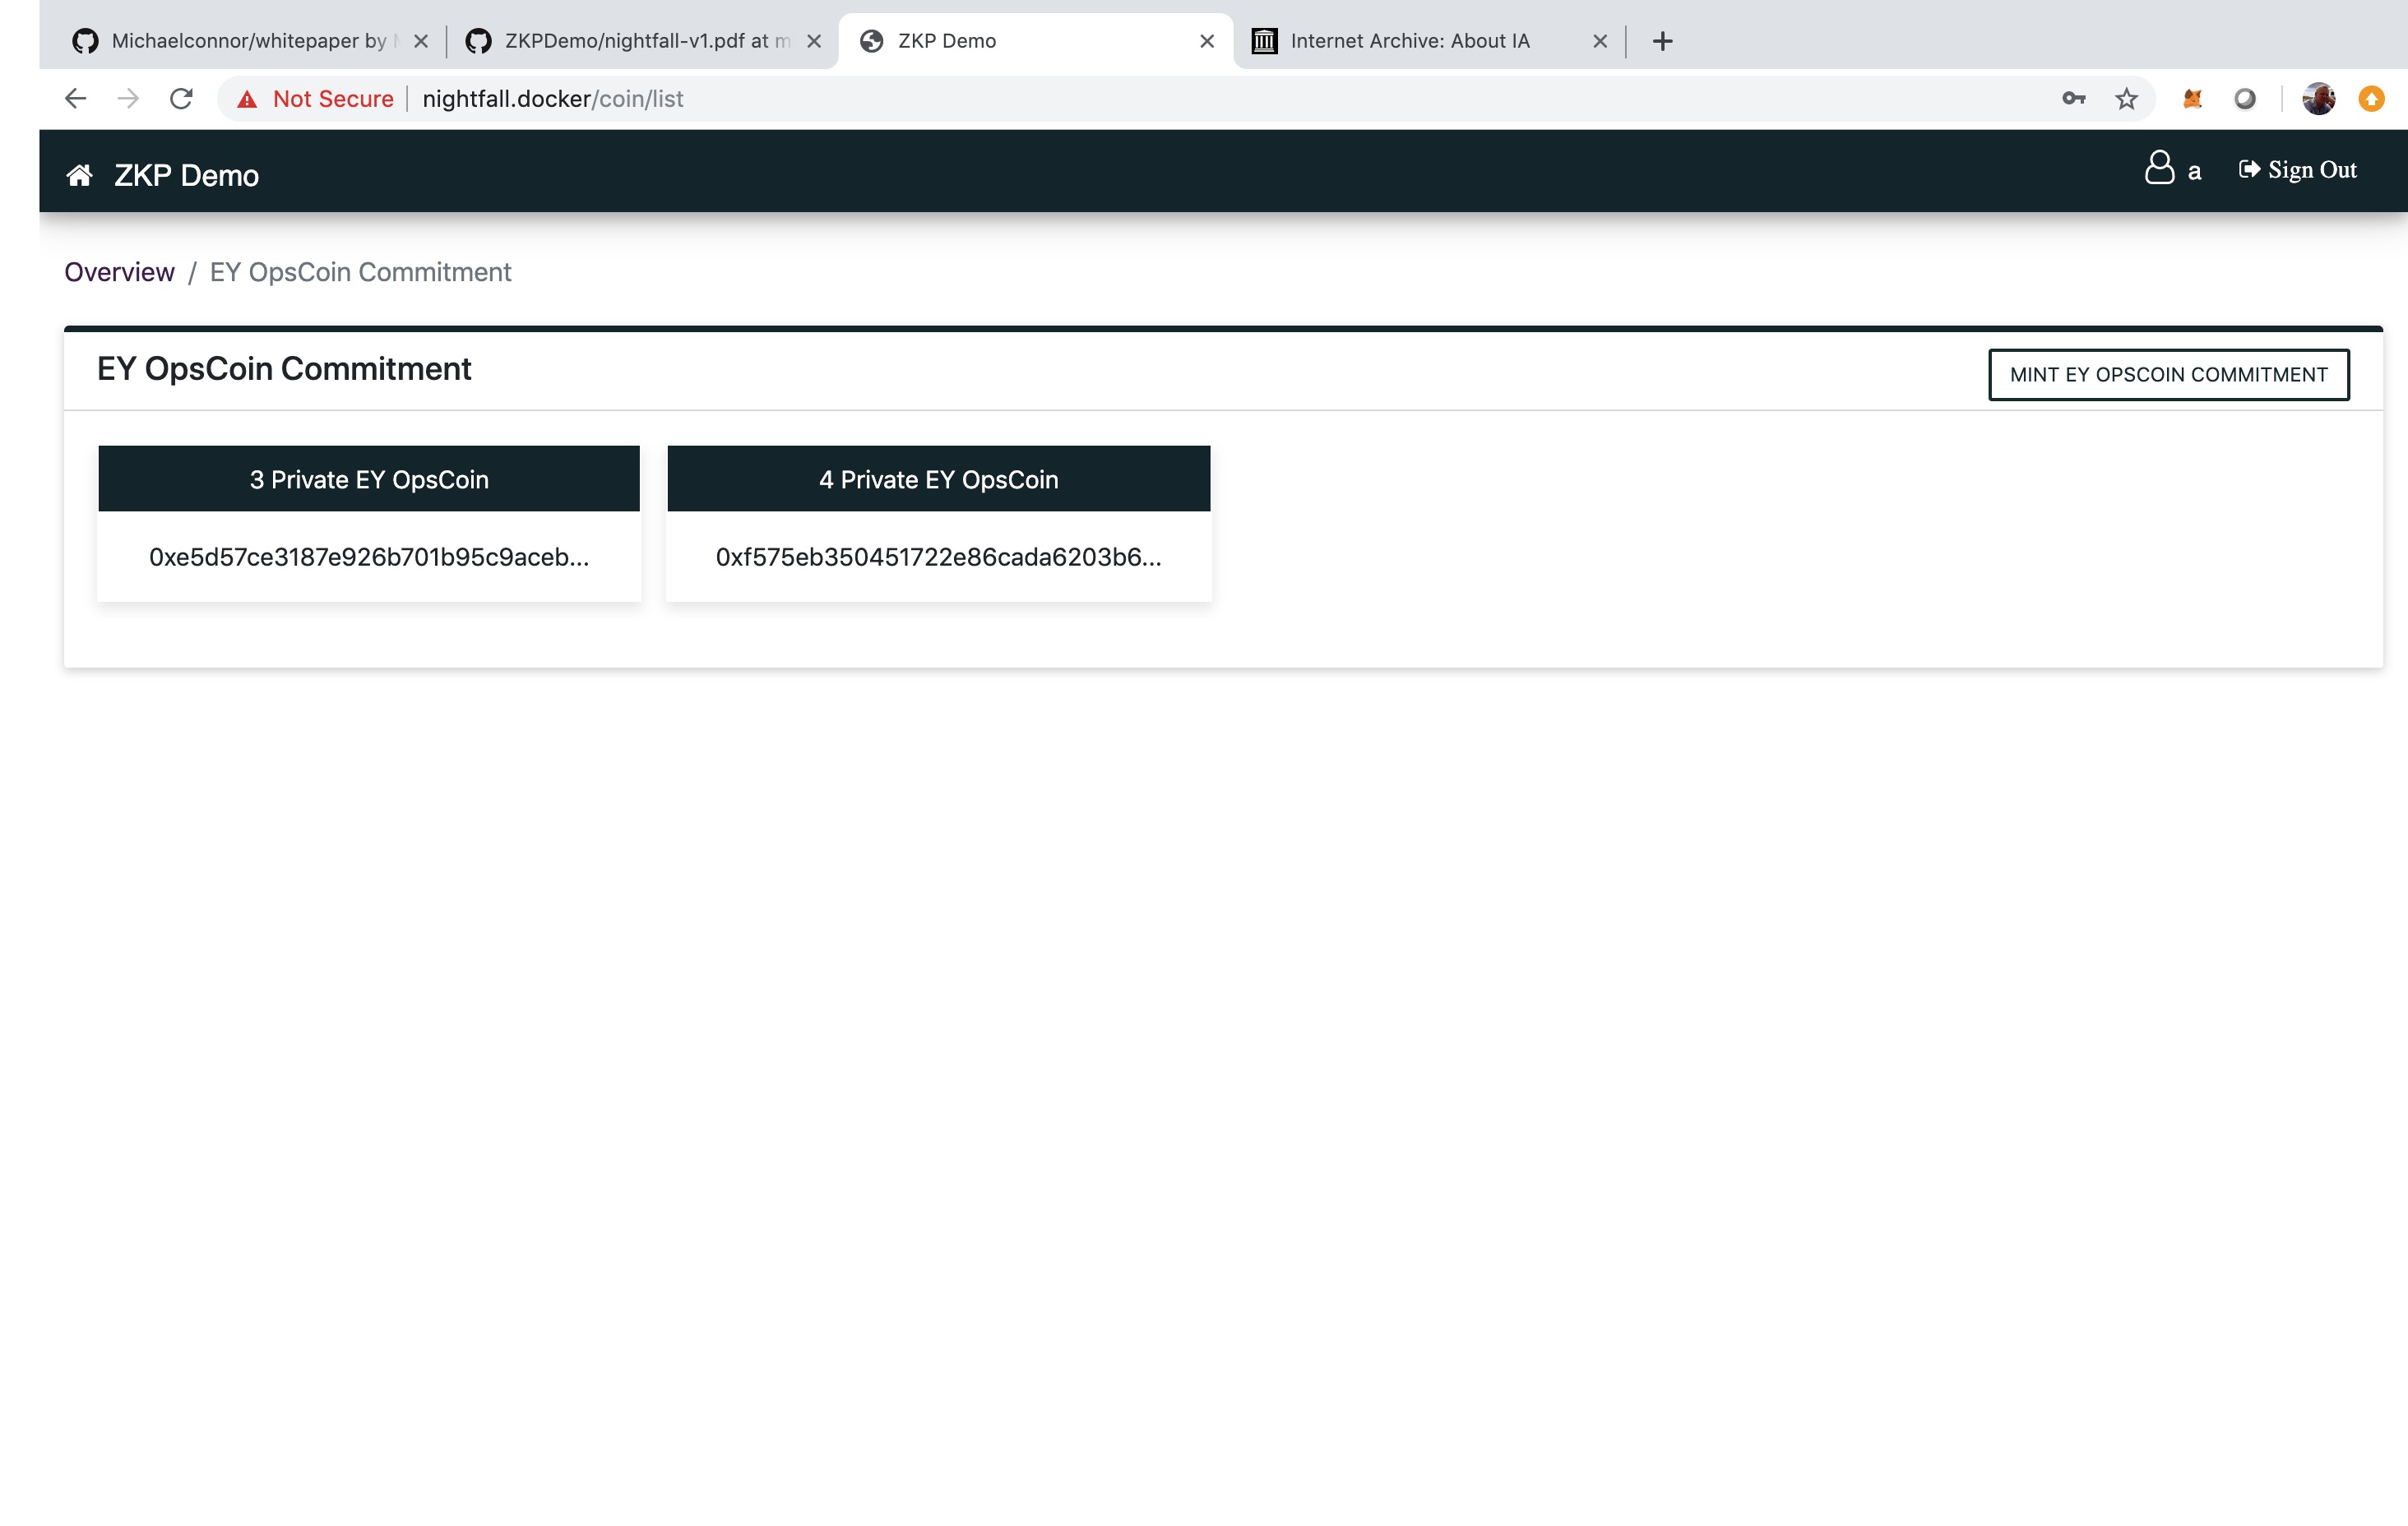 Michaelconnor/whitepaper by
ZKPDemo/nightfall-v1.pdf at m
ZKP Demo
Internet Archive: About IA
Not Secure
nightfall.docker/coin/list
ZKP Demo
a
Sign Out
Overview / EY OpsCoin Commitment
EY OpsCoin Commitment
MINT EY OPSCOIN COMMITMENT
3 Private EY OpsCoin
4 Private EY OpsCoin
0xe5d57ce3187e926b701b95c9aceb...
0xf575eb350451722e86cada6203b6...